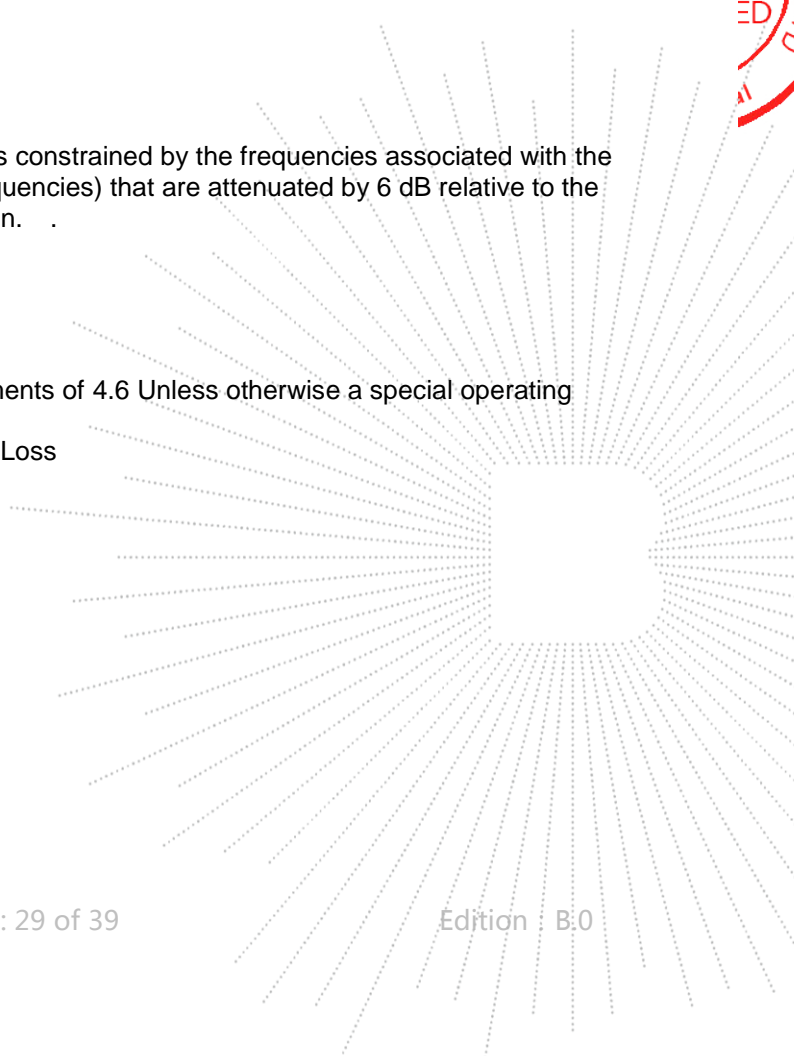 ED
s constrained by the frequencies associated with the
quencies) that are attenuated by 6 dB relative to the
n. .
nents of 4.6 Unless otherwise a special operating
Loss
: 29 of 39 Edition : B.0